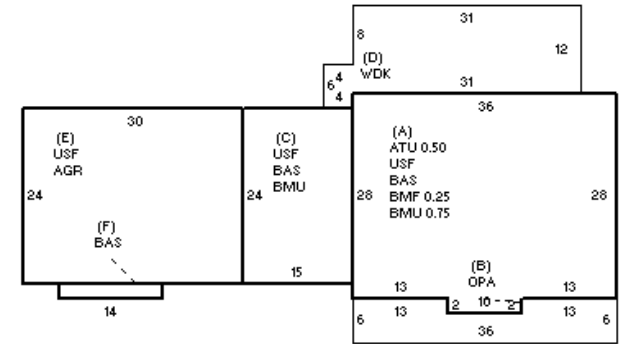 31
8
12
(D)
WDK
6
4
4
31
30
36
(E)
USF
AGR
(C)
USF
BAS
BMU
(A)
ATU 0.50
USF
BAS
BMF 0.25
BMU 0.75
24
24
28
28
(F)
BAS
15
(B)
OPA
13
13
14
2
10
2
6
13
13
6
36